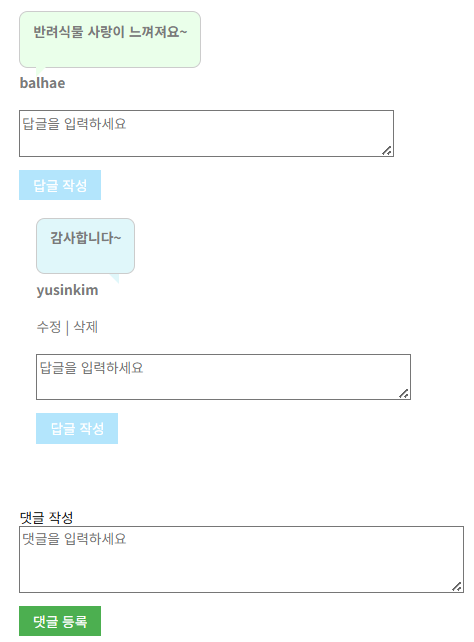 반려식물 사랑이 느껴져요~
balhae
답글을 입력하세요
답글 작성
감사합니다~
yusinkim
수정 | 삭제
답글을 입력하세요
답글 작성
댓글 작성
댓글을 입력하세요
댓글 등록